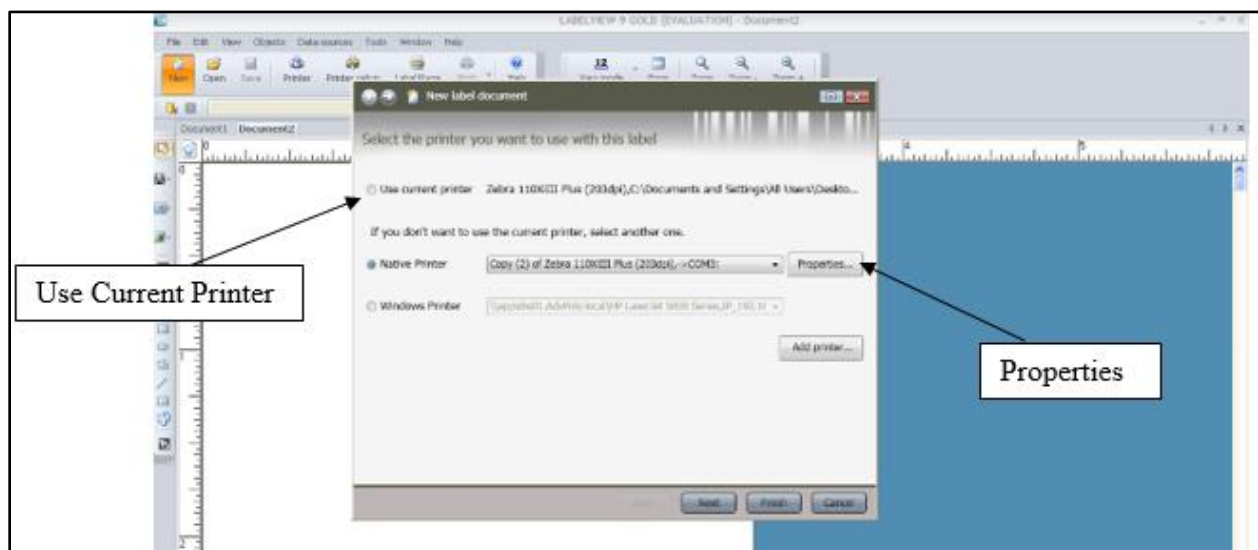 LABELVIEW 9 GOLD [EVALUATION] - Document2
File Edit View Objects Data sources Tools Window Help
New Open Save Printer Help
Document1 Document2
New label document
Select the printer you want to use with this label
Use current printer Zebra 110XiIII Plus (203dpi),C:\Documents and Settings\All Users\Deskto...
If you don't want to use the current printer, select another one.
Native Printer Copy (2) of Zebra 110XiIII Plus (203dpi),->COM3: Properties...
Windows Printer
Add printer...
Next Finish Cancel
Use Current Printer
Properties